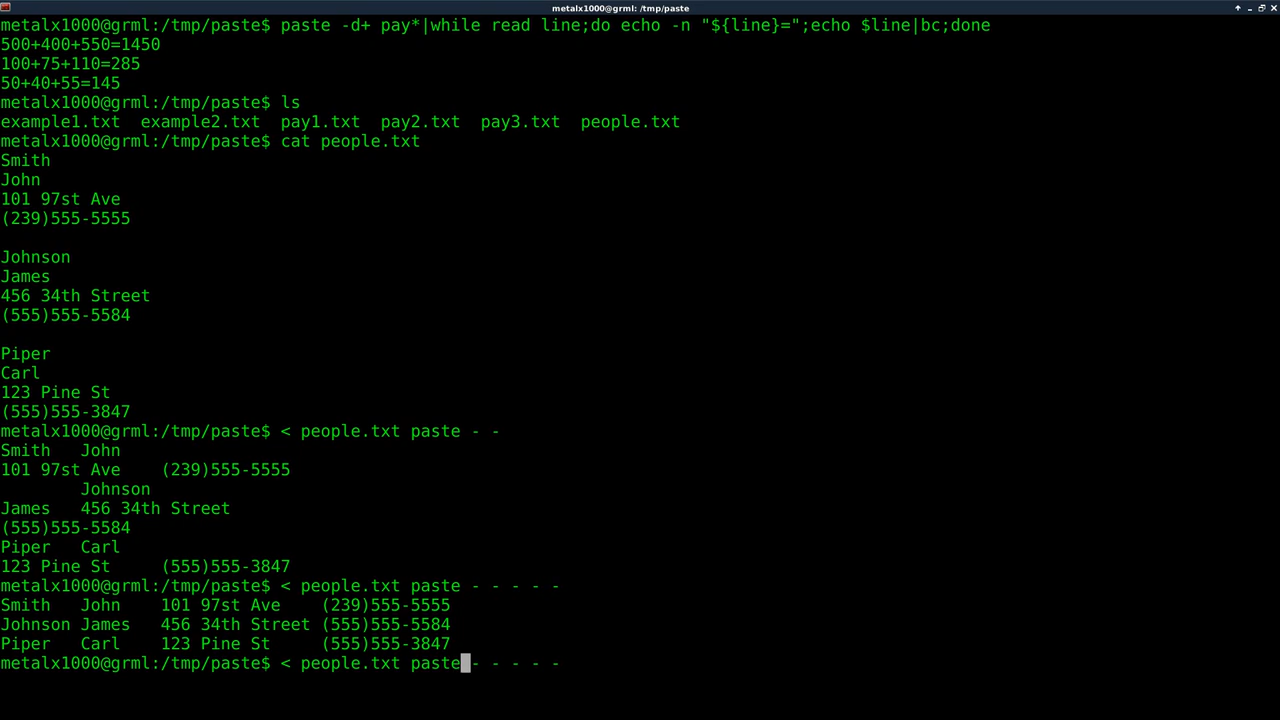 metalx1000@grml: /tmp/paste
metalx1000@grml:/tmp/paste$ paste -d+ pay*|while read line;do echo -n "${line}=";echo $line|bc;done
500+400+550=1450
100+75+110=285
50+40+55=145
metalx1000@grml:/tmp/paste$ ls
example1.txt  example2.txt  pay1.txt  pay2.txt  pay3.txt  people.txt
metalx1000@grml:/tmp/paste$ cat people.txt
Smith
John
101 97st Ave
(239)555-5555
Johnson
James
456 34th Street
(555)555-5584
Piper
Carl
123 Pine St
(555)555-3847
metalx1000@grml:/tmp/paste$ < people.txt paste - -
Smith   John
101 97st Ave    (239)555-5555
        Johnson
James   456 34th Street
(555)555-5584
Piper   Carl
123 Pine St     (555)555-3847
metalx1000@grml:/tmp/paste$ < people.txt paste - - - - -
Smith   John    101 97st Ave    (239)555-5555
Johnson James   456 34th Street (555)555-5584
Piper   Carl    123 Pine St     (555)555-3847
metalx1000@grml:/tmp/paste$ < people.txt paste - - - - -